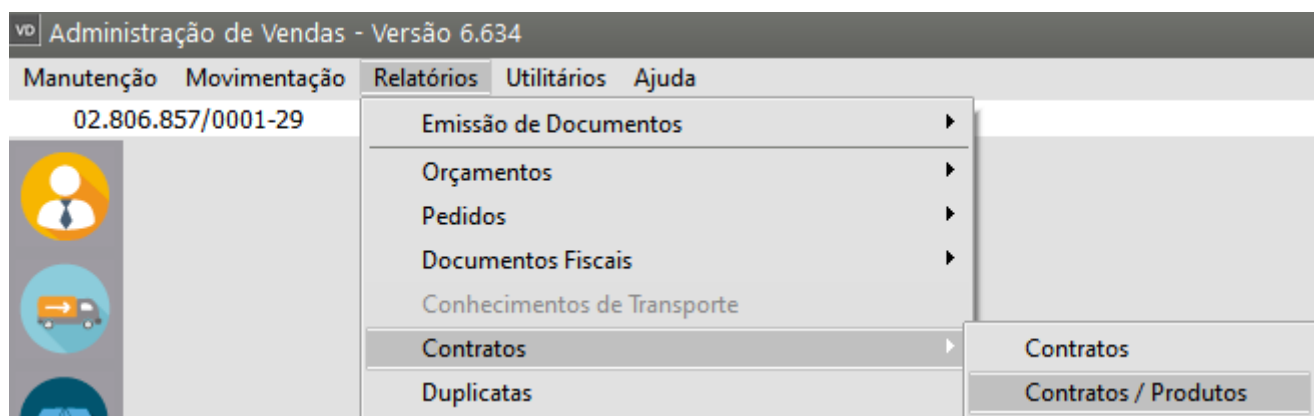 VD Administração de Vendas - Versão 6.634
Manutenção Movimentação Relatórios Utilitários Ajuda
02.806.857/0001-29
Emissão de Documentos
Orçamentos
Pedidos
Documentos Fiscais
Conhecimentos de Transporte
Contratos
Contratos
Duplicatas
Contratos / Produtos